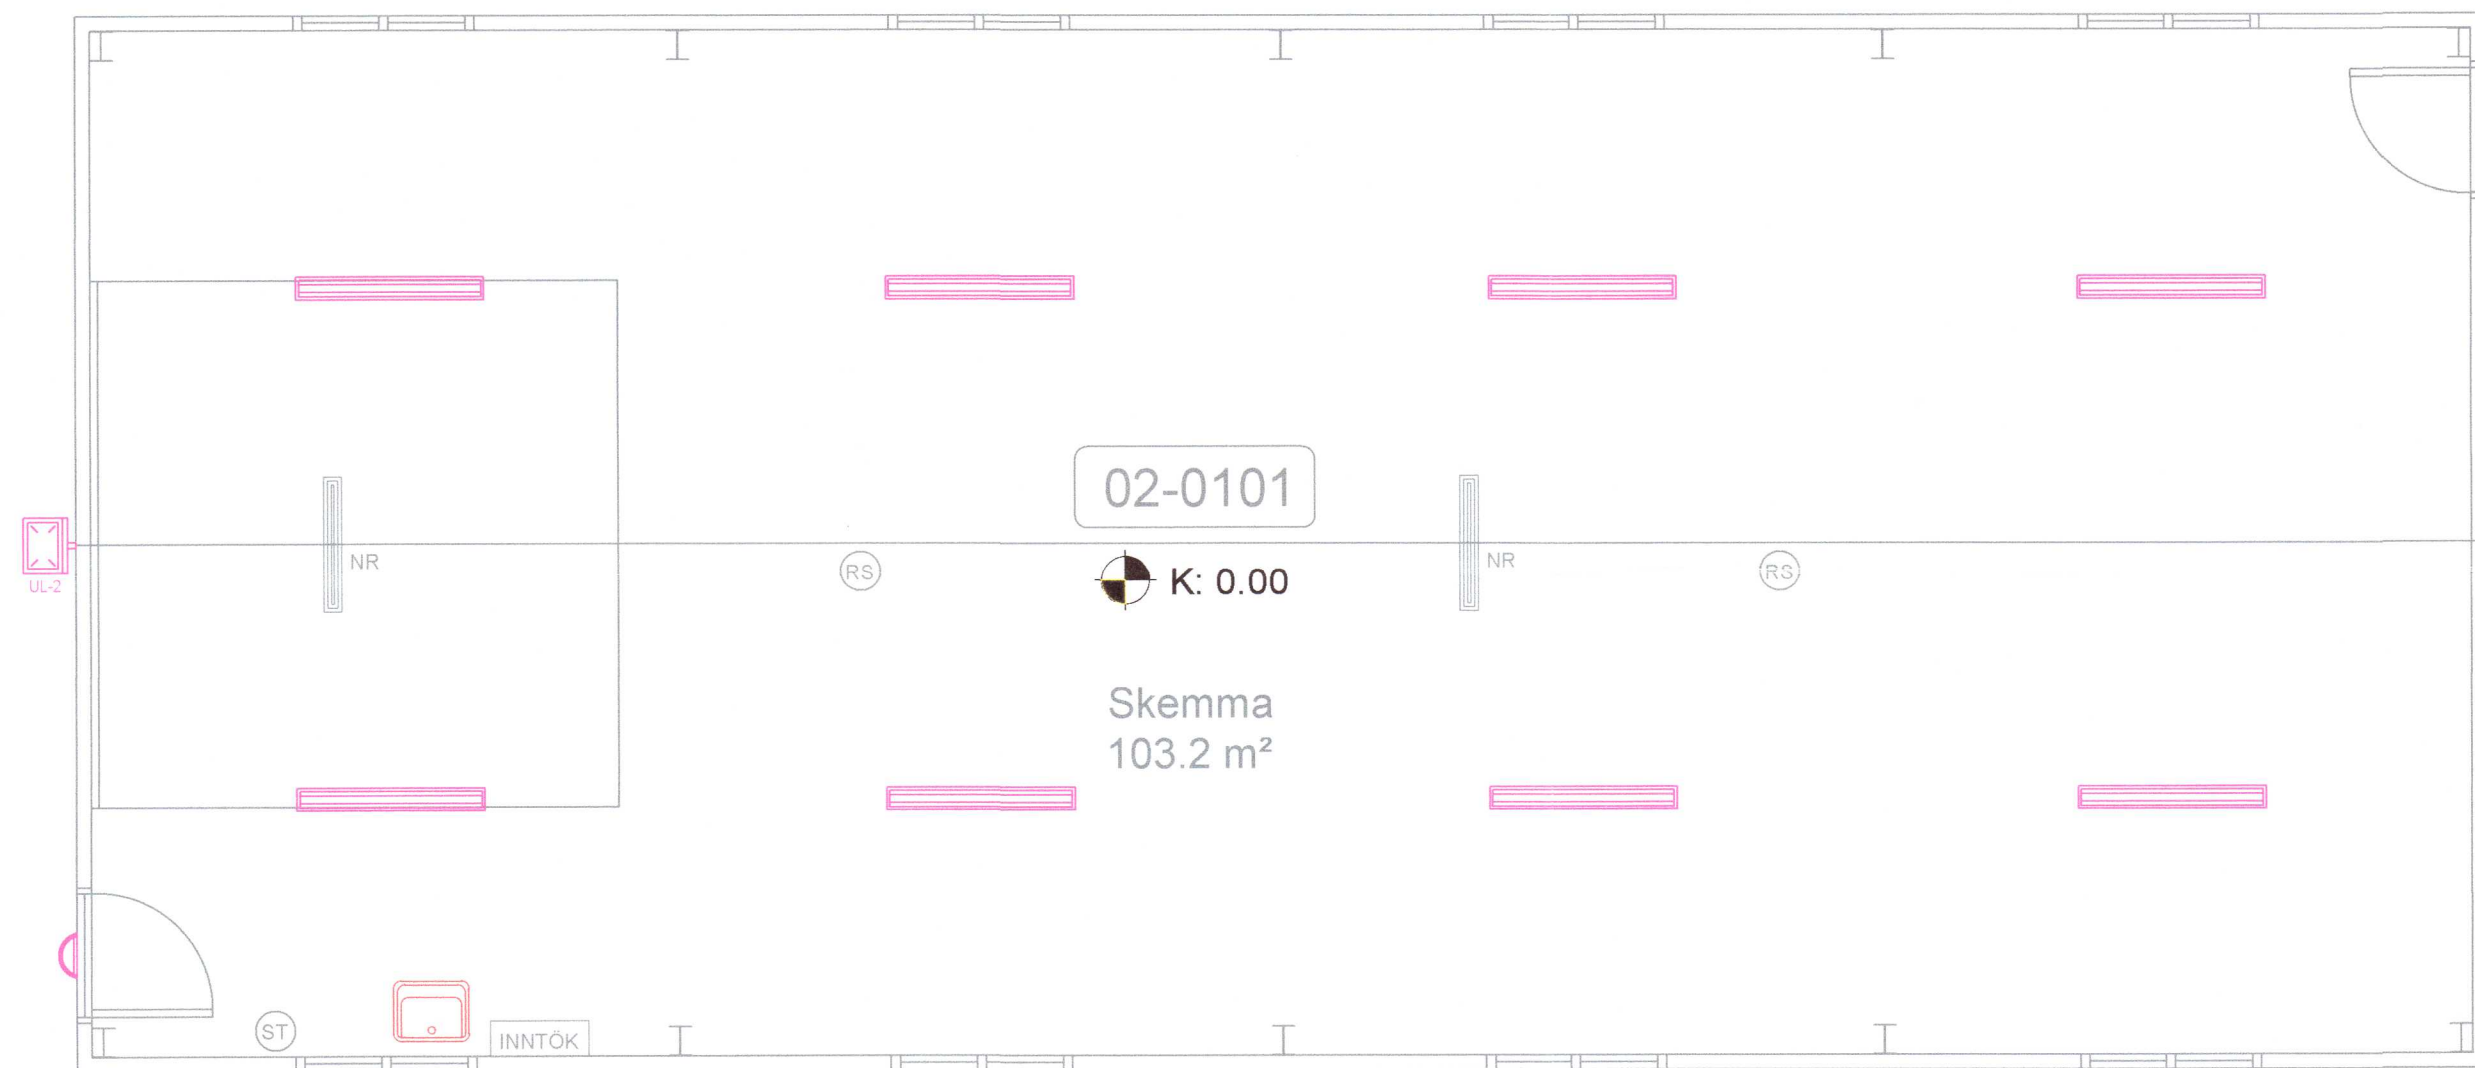 02-0101
NR
NR
RS
RS
K: 0.00
UL-2
Skemma
103.2 m²
ST
INNTÖK